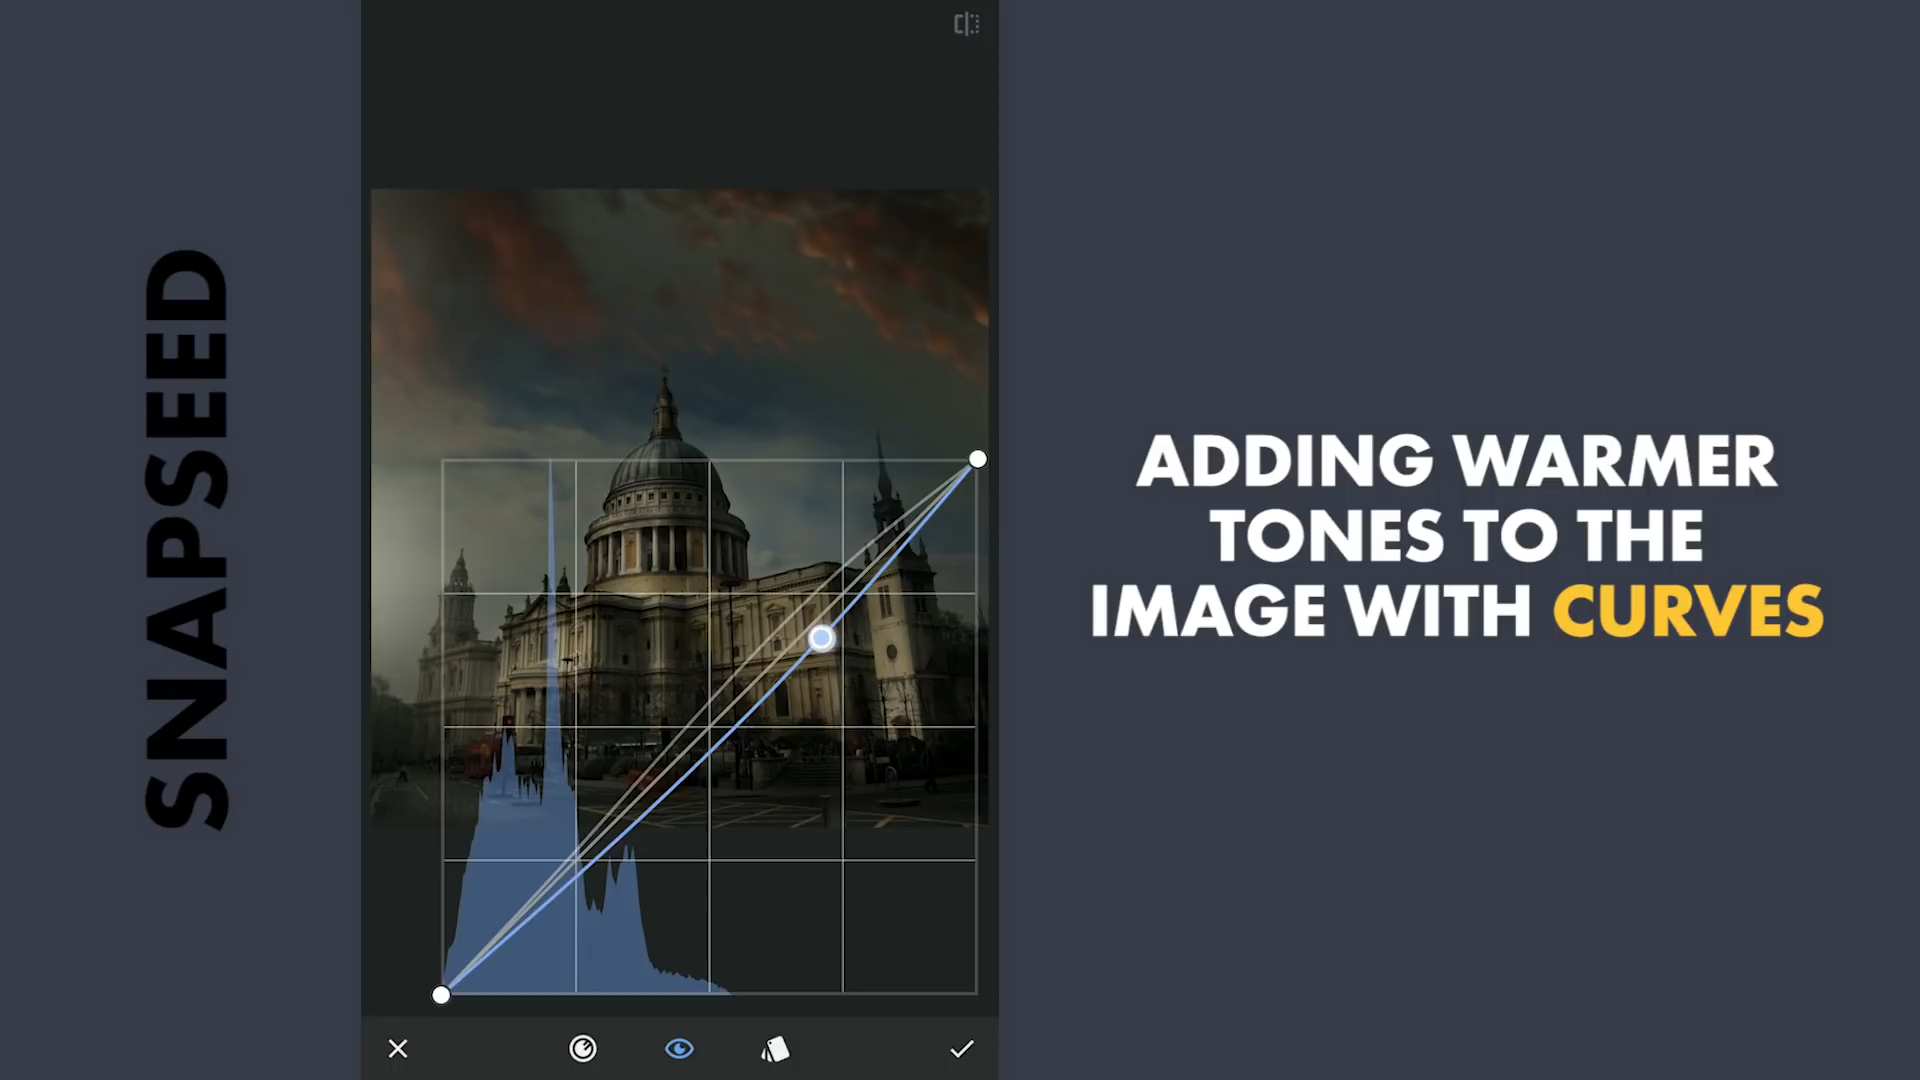 SNAPSEED
ADDING WARMER
TONES TO THE
IMAGE WITH CURVES